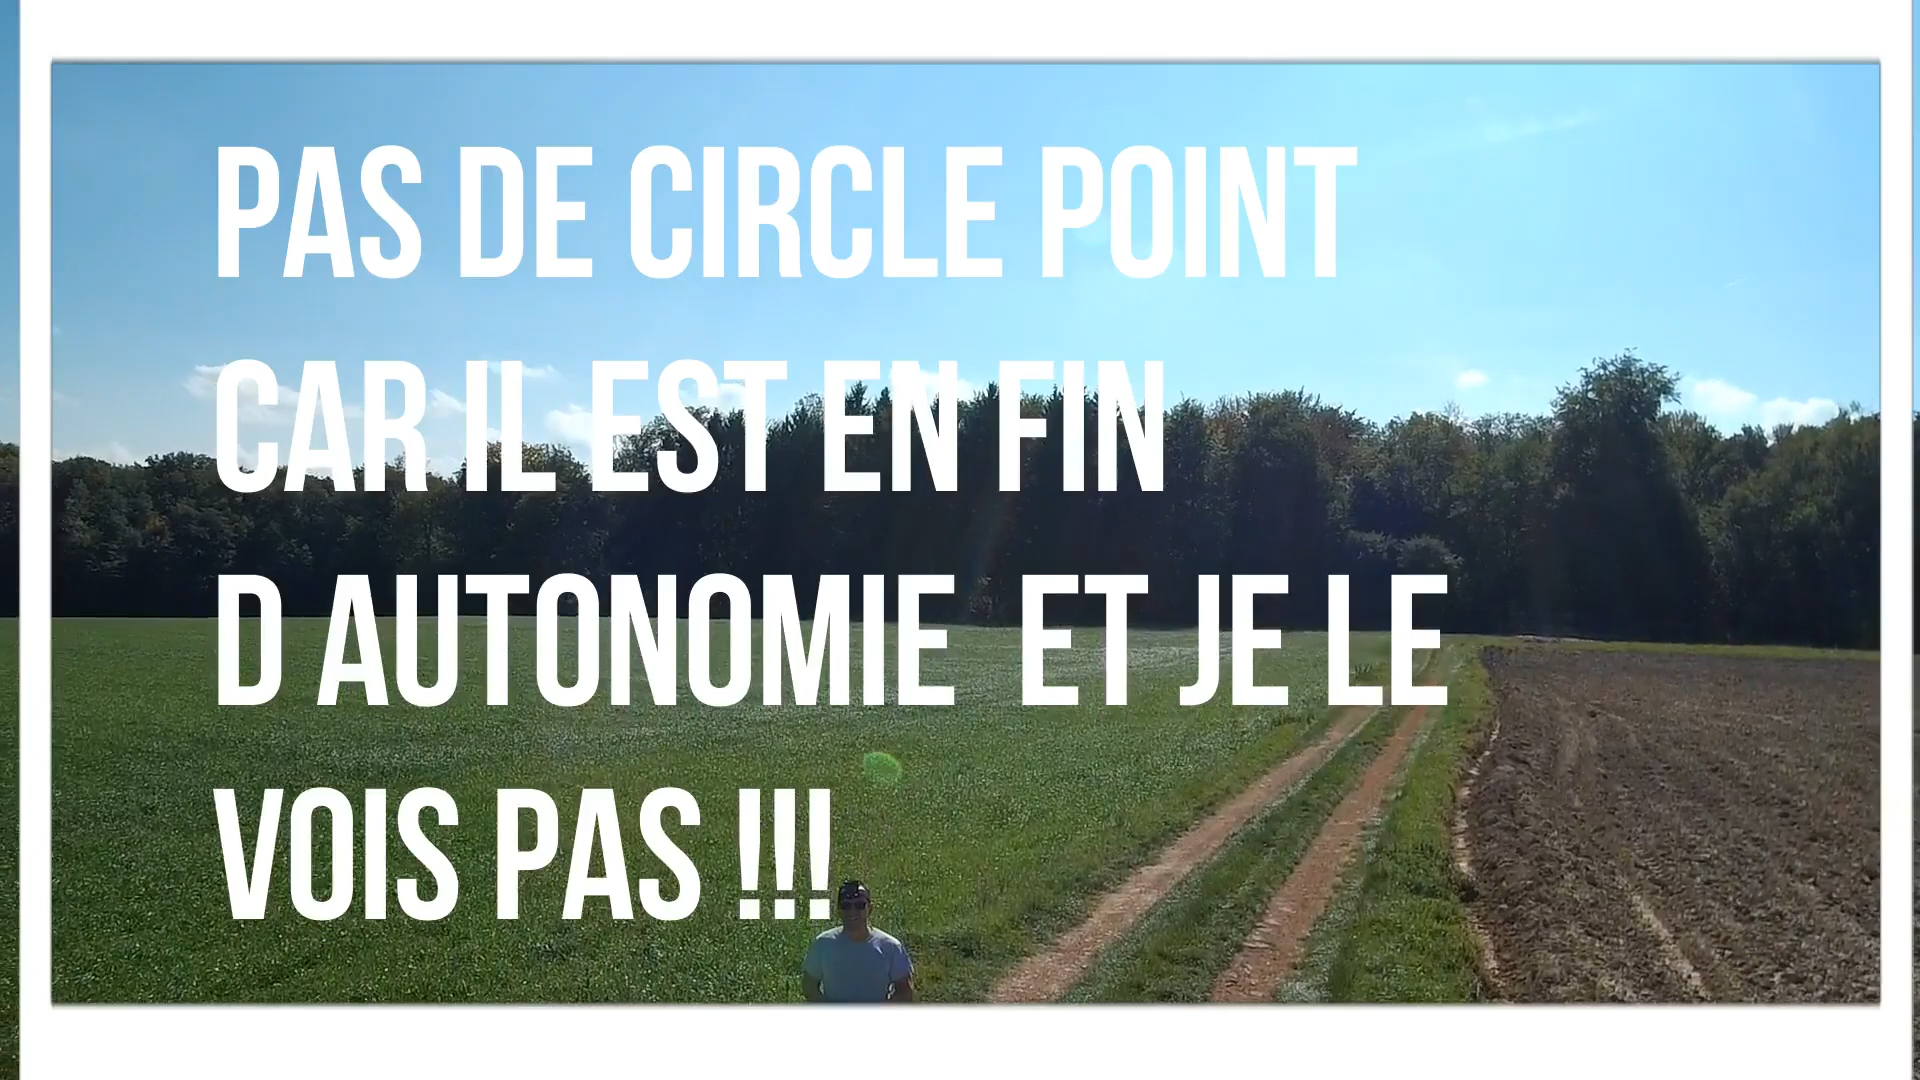 PAS DE CIRCLE POINT
CAR IL EST EN FIN
D AUTONOMIE  ET JE LE
VOIS PAS !!!